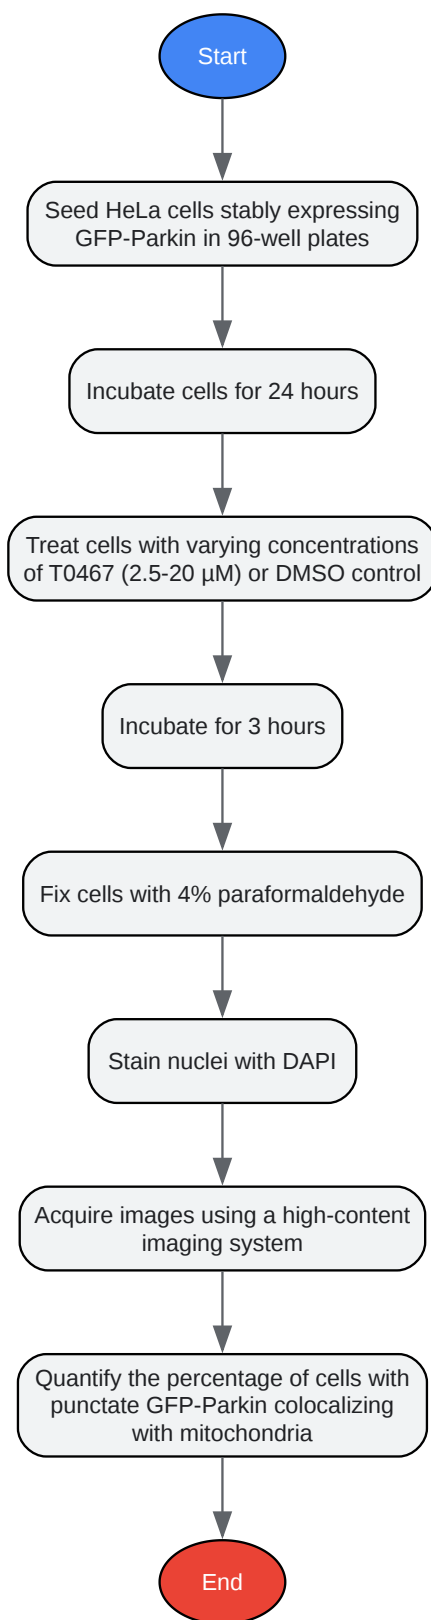 Start
Seed HeLa cells stably expressing
GFP-Parkin in 96-well plates
Incubate cells for 24 hours
Treat cells with varying concentrations
of T0467 (2.5-20 µM) or DMSO control
Incubate for 3 hours
Fix cells with 4% paraformaldehyde
Stain nuclei with DAPI
Acquire images using a high-content
imaging system
Quantify the percentage of cells with
punctate GFP-Parkin colocalizing
with mitochondria
End